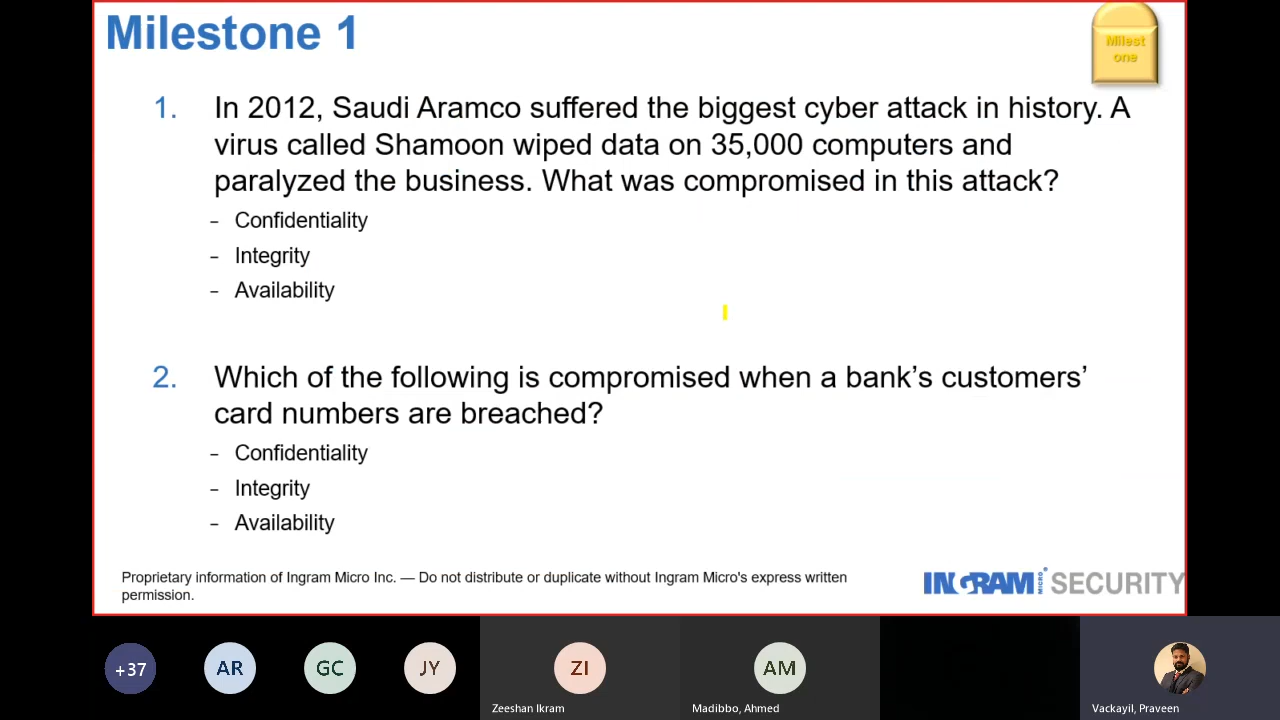 Milestone 1
Milest
one
1. In 2012, Saudi Aramco suffered the biggest cyber attack in history. A
virus called Shamoon wiped data on 35,000 computers and
paralyzed the business. What was compromised in this attack?
- Confidentiality
- Integrity
- Availability
2. Which of the following is compromised when a bank’s customers’
card numbers are breached?
- Confidentiality
- Integrity
- Availability
Proprietary information of Ingram Micro Inc. — Do not distribute or duplicate without Ingram Micro's express written
permission.
INGRAM MICRO SECURITY
+37 AR GC JY ZI AM
Zeeshan Ikram Madibbo, Ahmed Vackayil, Praveen